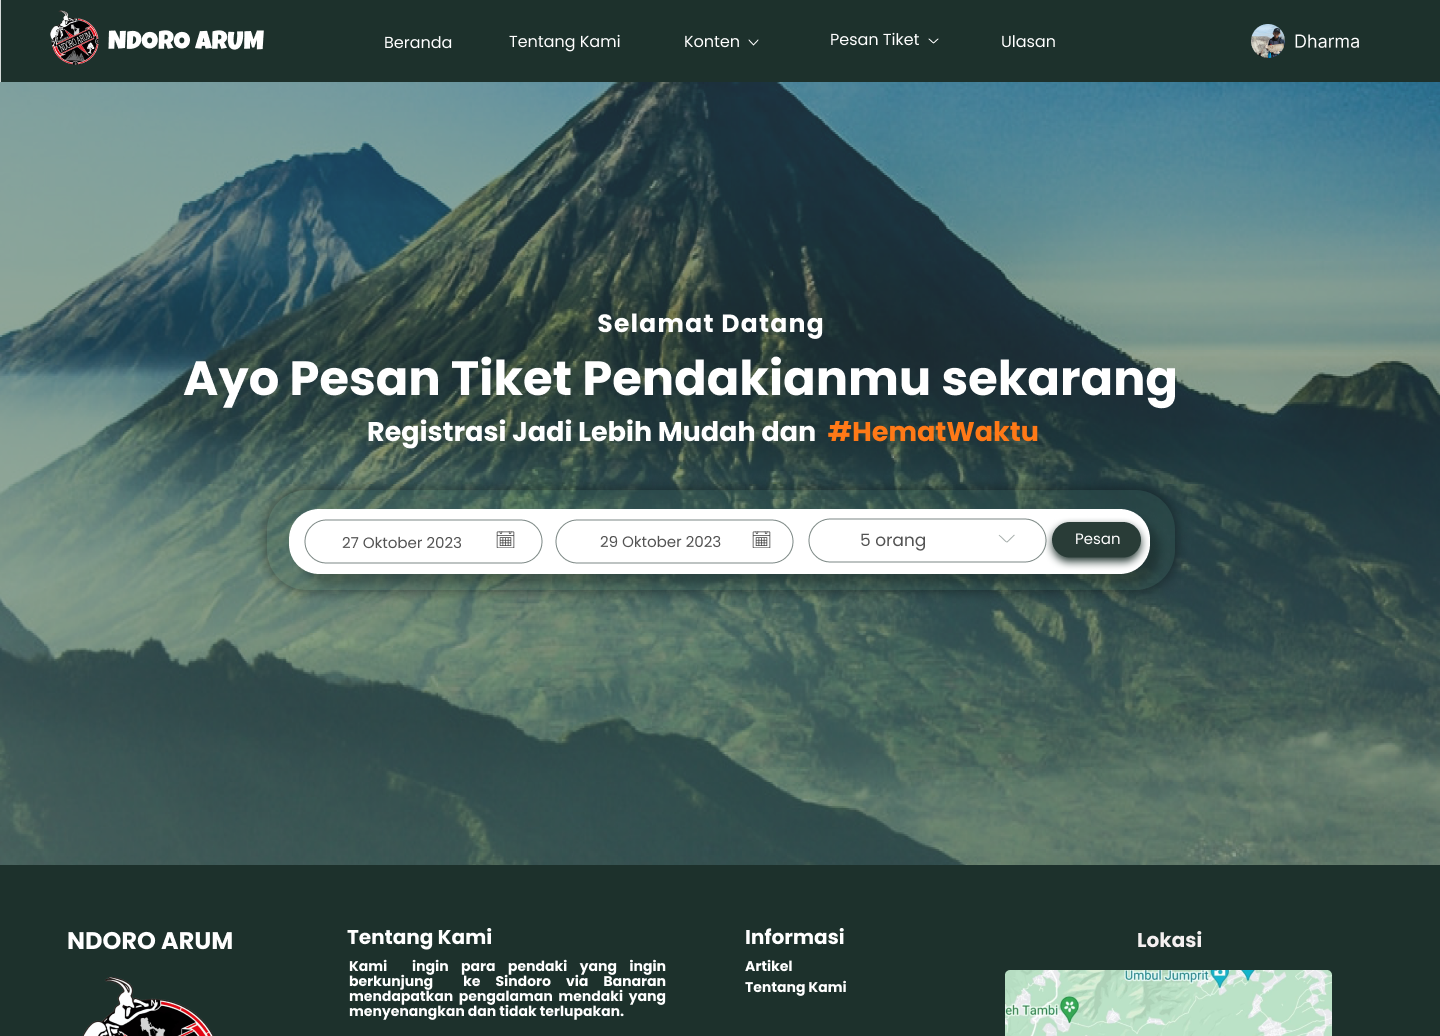 NDORO ARUM
NDORO ARUM
Beranda
Tentang Kami
Konten
Pesan Tiket
Ulasan
Dharma
Selamat Datang
Ayo Pesan Tiket Pendakianmu sekarang
Registrasi Jadi Lebih Mudah dan #HematWaktu
27 Oktober 2023
29 Oktober 2023
5 orang
Pesan
NDORO ARUM
Tentang Kami
Kami ingin para pendaki yang ingin
berkunjung ke Sindoro via Banaran
mendapatkan pengalaman mendaki yang
menyenangkan dan tidak terlupakan.
Informasi
Artikel
Tentang Kami
Lokasi
Umbul Jumprit
eh Tambi